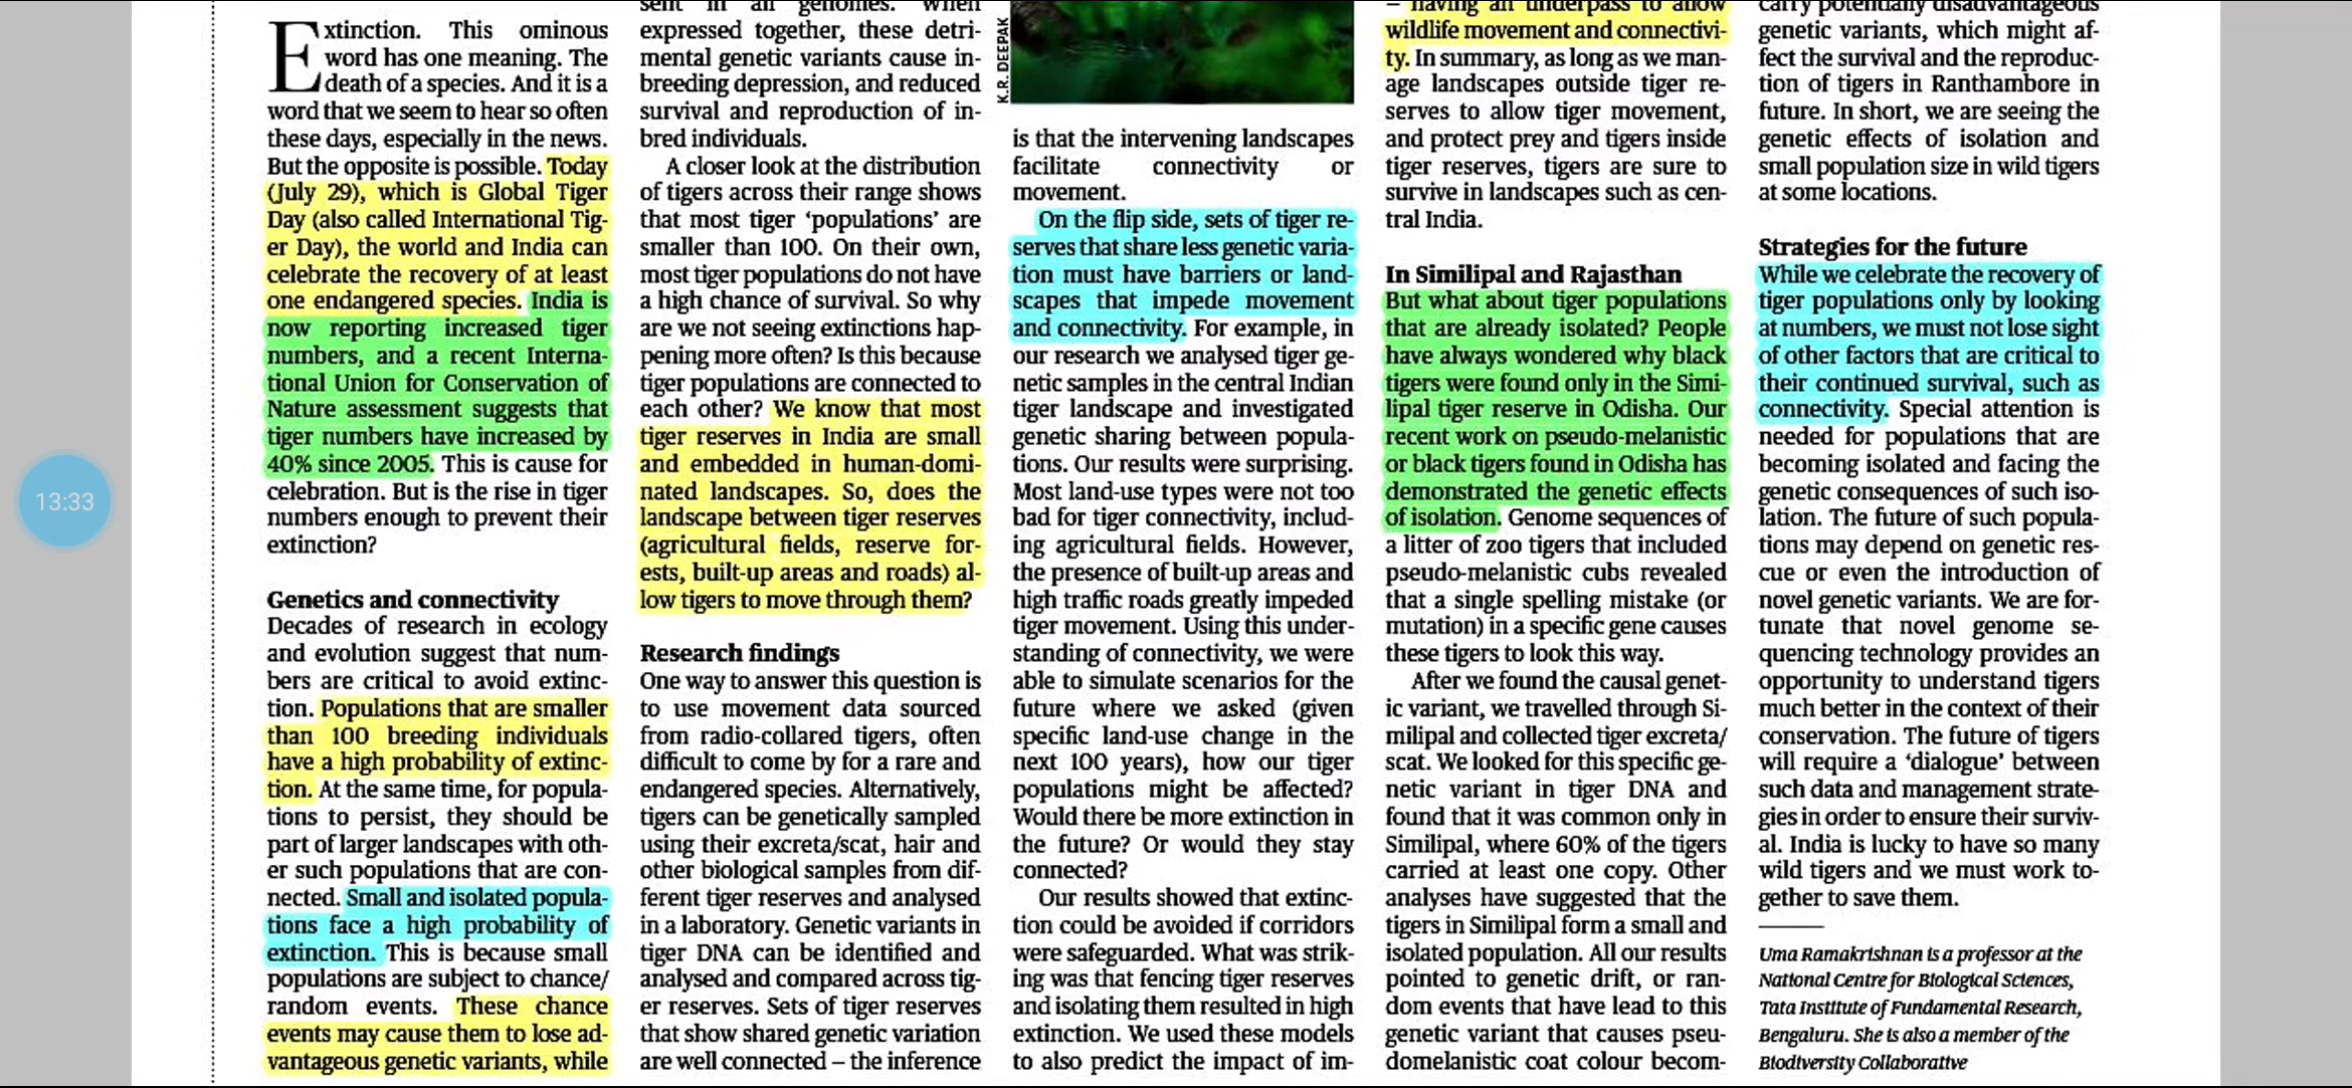 Extinction. This ominous
word has one meaning. The
death of a species. And it is a
word that we seem to hear so often
these days, especially in the news.
But the opposite is possible. Today
(July 29), which is Global Tiger
Day (also called International Tig-
er Day), the world and India can
celebrate the recovery of at least
one endangered species. India is
now reporting increased tiger
numbers, and a recent Interna-
tional Union for Conservation of
Nature assessment suggests that
tiger numbers have increased by
40% since 2005. This is cause for
celebration. But is the rise in tiger
numbers enough to prevent their
extinction?
Genetics and connectivity
Decades of research in ecology
and evolution suggest that num-
bers are critical to avoid extinc-
tion. Populations that are smaller
than 100 breeding individuals
have a high probability of extinc-
tion. At the same time, for popula-
tions to persist, they should be
part of larger landscapes with oth-
er such populations that are con-
nected. Small and isolated popula-
tions face a high probability of
extinction. This is because small
populations are subject to chance/
random events. These chance
events may cause them to lose ad-
vantageous genetic variants, while
sent in all genomes. When
expressed together, these detri-
mental genetic variants cause in-
breeding depression, and reduced
survival and reproduction of in-
bred individuals.
A closer look at the distribution
of tigers across their range shows
that most tiger ‘populations’ are
smaller than 100. On their own,
most tiger populations do not have
a high chance of survival. So why
are we not seeing extinctions hap-
pening more often? Is this because
tiger populations are connected to
each other? We know that most
tiger reserves in India are small
and embedded in human-domi-
nated landscapes. So, does the
landscape between tiger reserves
(agricultural fields, reserve for-
ests, built-up areas and roads) al-
low tigers to move through them?
Research findings
One way to answer this question is
to use movement data sourced
from radio-collared tigers, often
difficult to come by for a rare and
endangered species. Alternatively,
tigers can be genetically sampled
using their excreta/scat, hair and
other biological samples from dif-
ferent tiger reserves and analysed
in a laboratory. Genetic variants in
tiger DNA can be identified and
analysed and compared across tig-
er reserves. Sets of tiger reserves
that show shared genetic variation
are well connected – the inference
K.R. DEEPAK
is that the intervening landscapes
facilitate connectivity or
movement.
On the flip side, sets of tiger re-
serves that share less genetic varia-
tion must have barriers or land-
scapes that impede movement
and connectivity. For example, in
our research we analysed tiger ge-
netic samples in the central Indian
tiger landscape and investigated
genetic sharing between popula-
tions. Our results were surprising.
Most land-use types were not too
bad for tiger connectivity, includ-
ing agricultural fields. However,
the presence of built-up areas and
high traffic roads greatly impeded
tiger movement. Using this under-
standing of connectivity, we were
able to simulate scenarios for the
future where we asked (given
specific land-use change in the
next 100 years), how our tiger
populations might be affected?
Would there be more extinction in
the future? Or would they stay
connected?
Our results showed that extinc-
tion could be avoided if corridors
were safeguarded. What was strik-
ing was that fencing tiger reserves
and isolating them resulted in high
extinction. We used these models
to also predict the impact of im-
– having an underpass to allow
wildlife movement and connectivi-
ty. In summary, as long as we man-
age landscapes outside tiger re-
serves to allow tiger movement,
and protect prey and tigers inside
tiger reserves, tigers are sure to
survive in landscapes such as cen-
tral India.
In Similipal and Rajasthan
But what about tiger populations
that are already isolated? People
have always wondered why black
tigers were found only in the Simi-
lipal tiger reserve in Odisha. Our
recent work on pseudo-melanistic
or black tigers found in Odisha has
demonstrated the genetic effects
of isolation. Genome sequences of
a litter of zoo tigers that included
pseudo-melanistic cubs revealed
that a single spelling mistake (or
mutation) in a specific gene causes
these tigers to look this way.
After we found the causal genet-
ic variant, we travelled through Si-
milipal and collected tiger excreta/
scat. We looked for this specific ge-
netic variant in tiger DNA and
found that it was common only in
Similipal, where 60% of the tigers
carried at least one copy. Other
analyses have suggested that the
tigers in Similipal form a small and
isolated population. All our results
pointed to genetic drift, or ran-
dom events that have lead to this
genetic variant that causes pseu-
domelanistic coat colour becom-
carry potentially disadvantageous
genetic variants, which might af-
fect the survival and the reproduc-
tion of tigers in Ranthambore in
future. In short, we are seeing the
genetic effects of isolation and
small population size in wild tigers
at some locations.
Strategies for the future
While we celebrate the recovery of
tiger populations only by looking
at numbers, we must not lose sight
of other factors that are critical to
their continued survival, such as
connectivity. Special attention is
needed for populations that are
becoming isolated and facing the
genetic consequences of such iso-
lation. The future of such popula-
tions may depend on genetic res-
cue or even the introduction of
novel genetic variants. We are for-
tunate that novel genome se-
quencing technology provides an
opportunity to understand tigers
much better in the context of their
conservation. The future of tigers
will require a ‘dialogue’ between
such data and management strate-
gies in order to ensure their surviv-
al. India is lucky to have so many
wild tigers and we must work to-
gether to save them.
Uma Ramakrishnan is a professor at the
National Centre for Biological Sciences,
Tata Institute of Fundamental Research,
Bengaluru. She is also a member of the
Biodiversity Collaborative
13:33